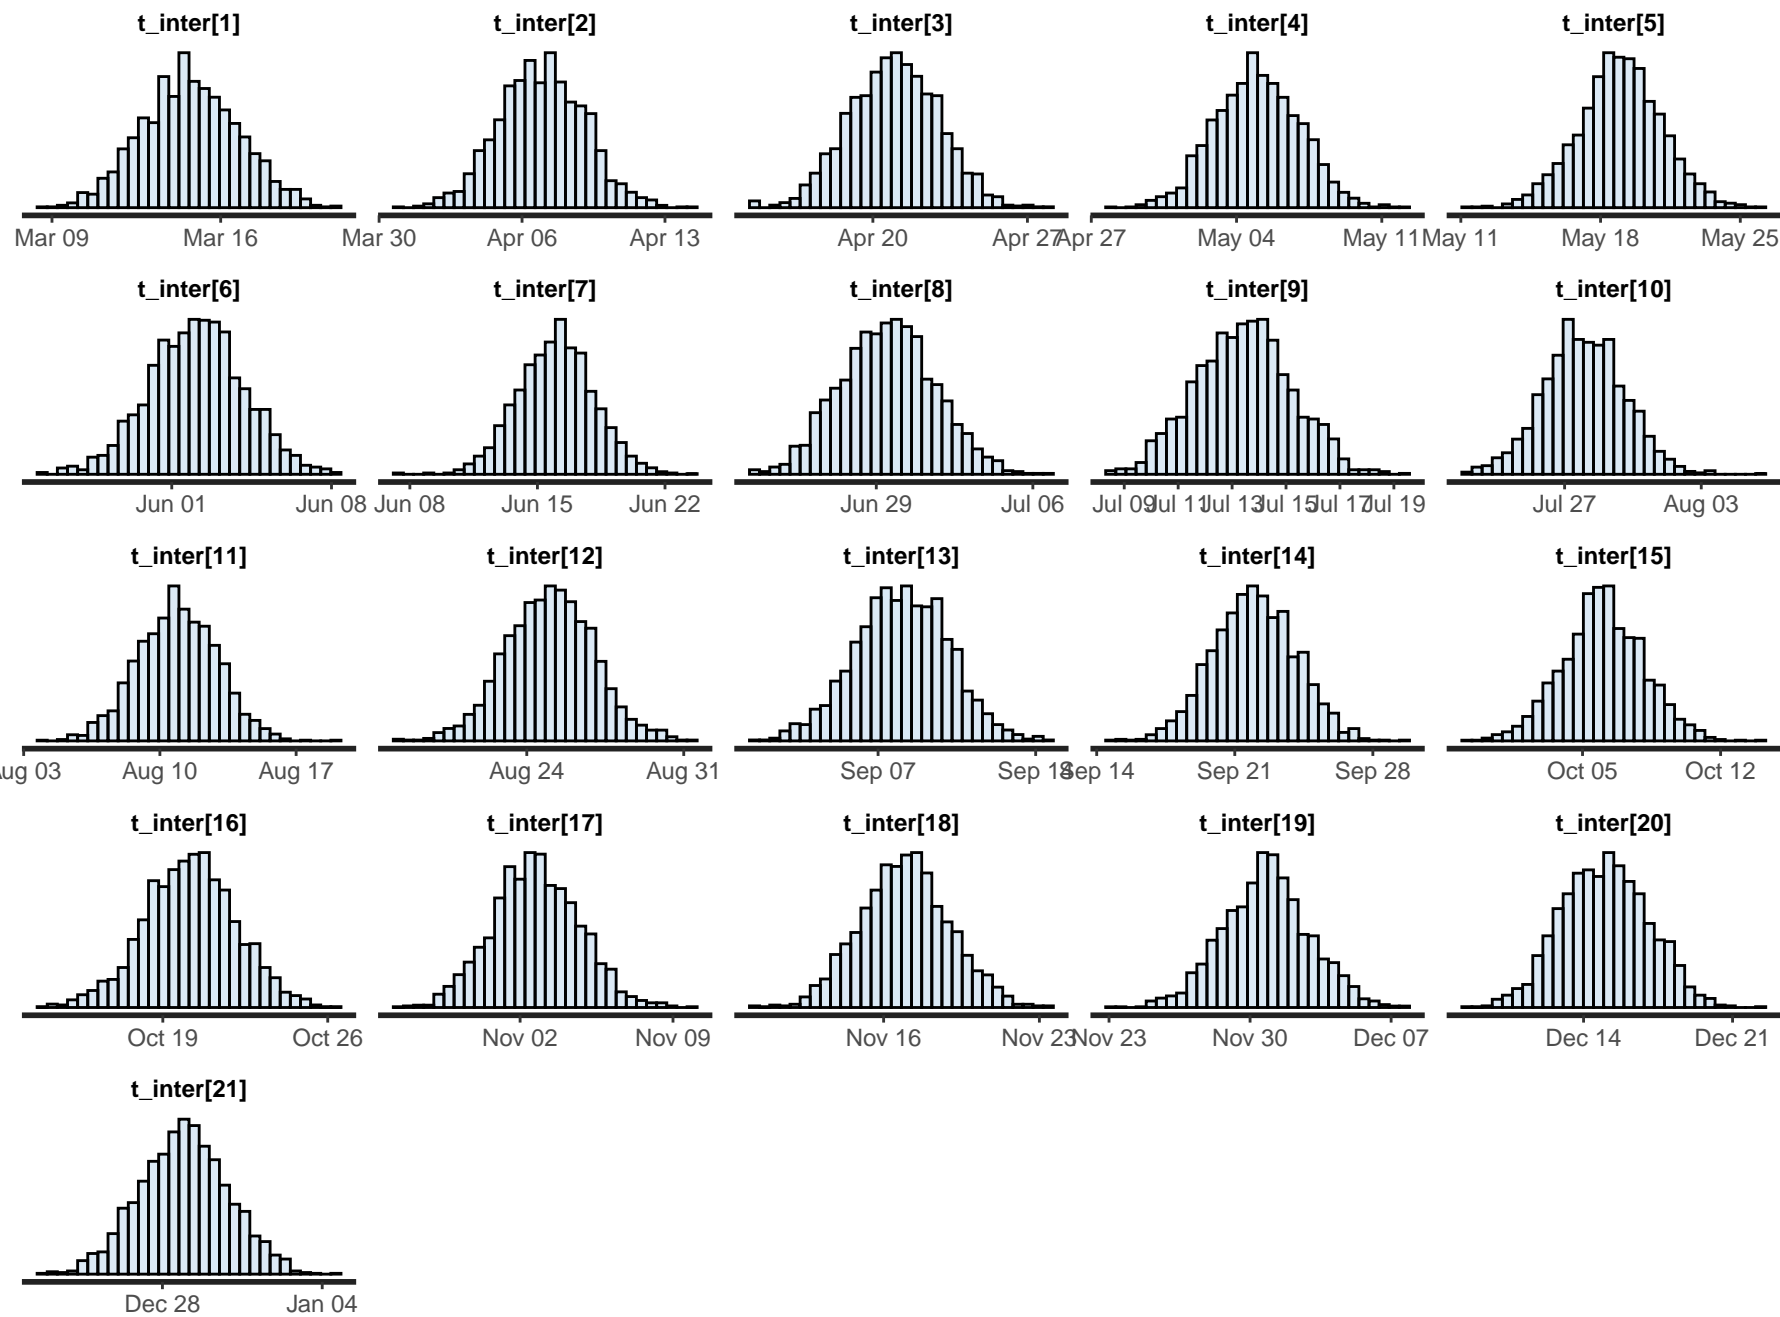 t_inter[1] t_inter[2] t_inter[3] t_inter[4] t_inter[5]
Mar 09 Mar 16 Mar 30 Apr 06 Apr 13 Apr 20 Apr 27 Apr 27 May 04 May 11 May 11 May 18 May 25
t_inter[6] t_inter[7] t_inter[8] t_inter[9] t_inter[10]
Jun 01 Jun 08 Jun 08 Jun 15 Jun 22 Jun 29 Jul 06 Jul 09 Jul 11 Jul 13 Jul 15 Jul 17 Jul 19 Jul 27 Aug 03
t_inter[11] t_inter[12] t_inter[13] t_inter[14] t_inter[15]
Aug 03 Aug 10 Aug 17 Aug 24 Aug 31 Sep 07 Sep 14 Sep 14 Sep 21 Sep 28 Oct 05 Oct 12
t_inter[16] t_inter[17] t_inter[18] t_inter[19] t_inter[20]
Oct 19 Oct 26 Nov 02 Nov 09 Nov 16 Nov 23 Nov 23 Nov 30 Dec 07 Dec 14 Dec 21
t_inter[21]
Dec 28 Jan 04